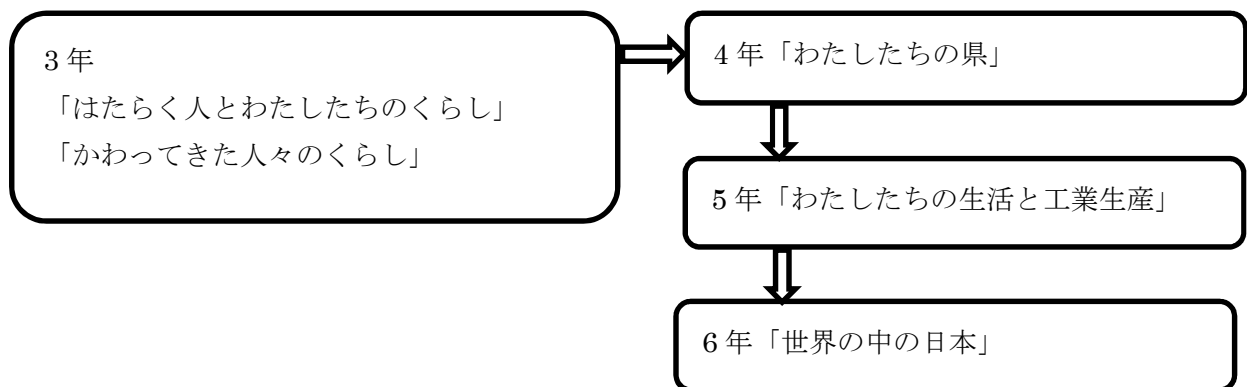 3年
「はたらく人とわたしたちのくらし」
「かわってきた人々のくらし」
4年「わたしたちの県」
5年「わたしたちの生活と工業生産」
6年「世界の中の日本」